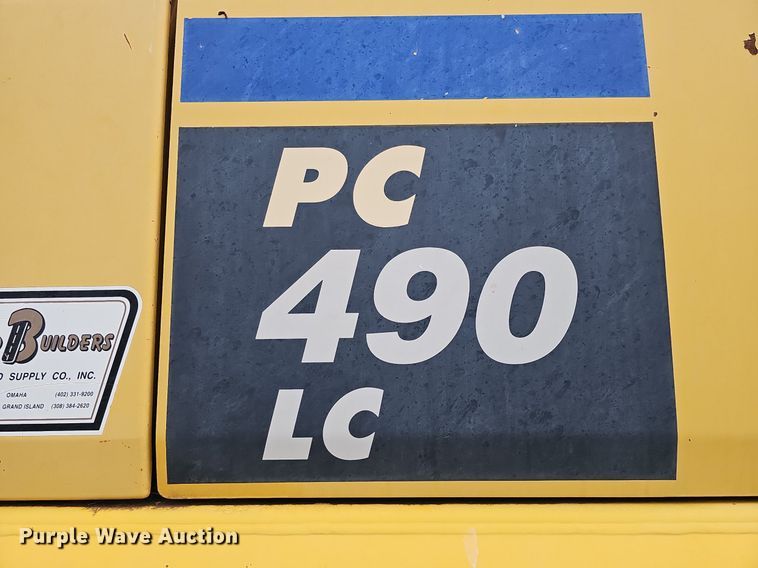 PC
490
LC
BUILDERS
SUPPLY CO., INC.
OMAHA (402) 331-9200
GRAND ISLAND (308) 384-2620
Purple Wave Auction